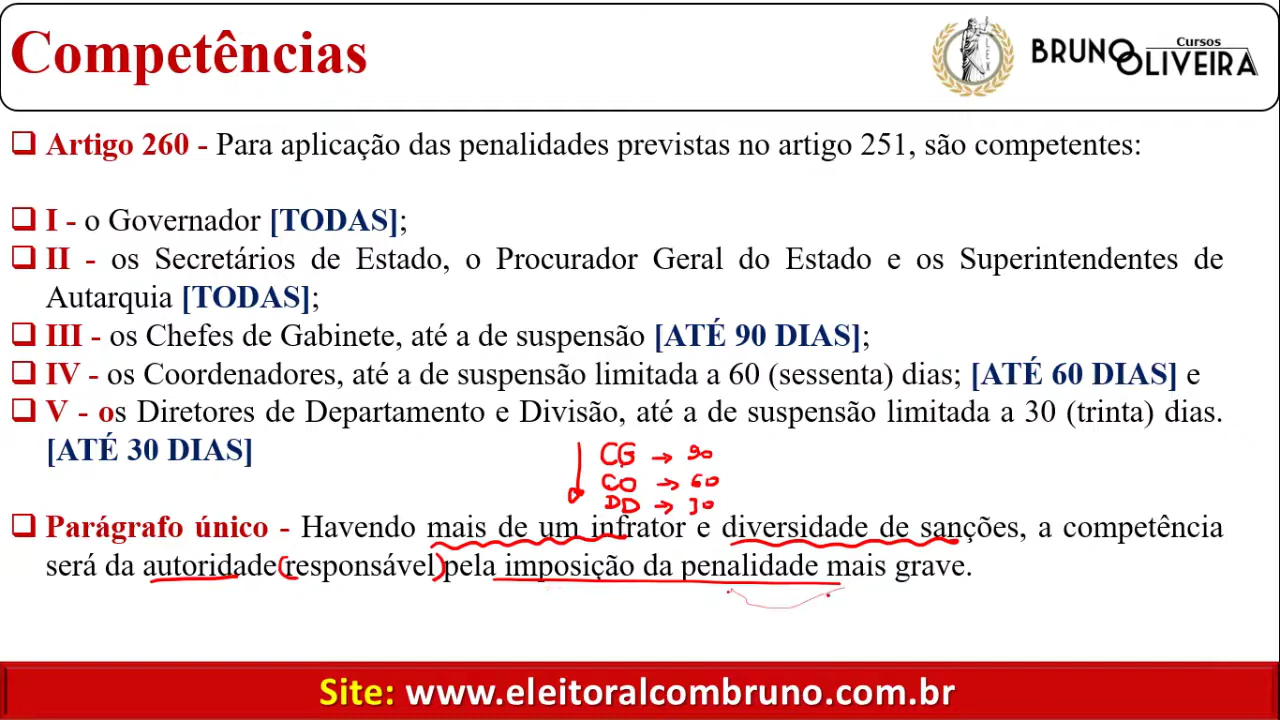 Competências
BRUNO Cursos OLIVEIRA
Artigo 260 - Para aplicação das penalidades previstas no artigo 251, são competentes:
I - o Governador [TODAS];
II - os Secretários de Estado, o Procurador Geral do Estado e os Superintendentes de
Autarquia [TODAS];
III - os Chefes de Gabinete, até a de suspensão [ATÉ 90 DIAS];
IV - os Coordenadores, até a de suspensão limitada a 60 (sessenta) dias; [ATÉ 60 DIAS] e
V - os Diretores de Departamento e Divisão, até a de suspensão limitada a 30 (trinta) dias.
[ATÉ 30 DIAS]
CG → 90
CO → 60
DD → 30
Parágrafo único - Havendo mais de um infrator e diversidade de sanções, a competência
será da autoridade (responsável) pela imposição da penalidade mais grave.
Site: www.eleitoralcombruno.com.br